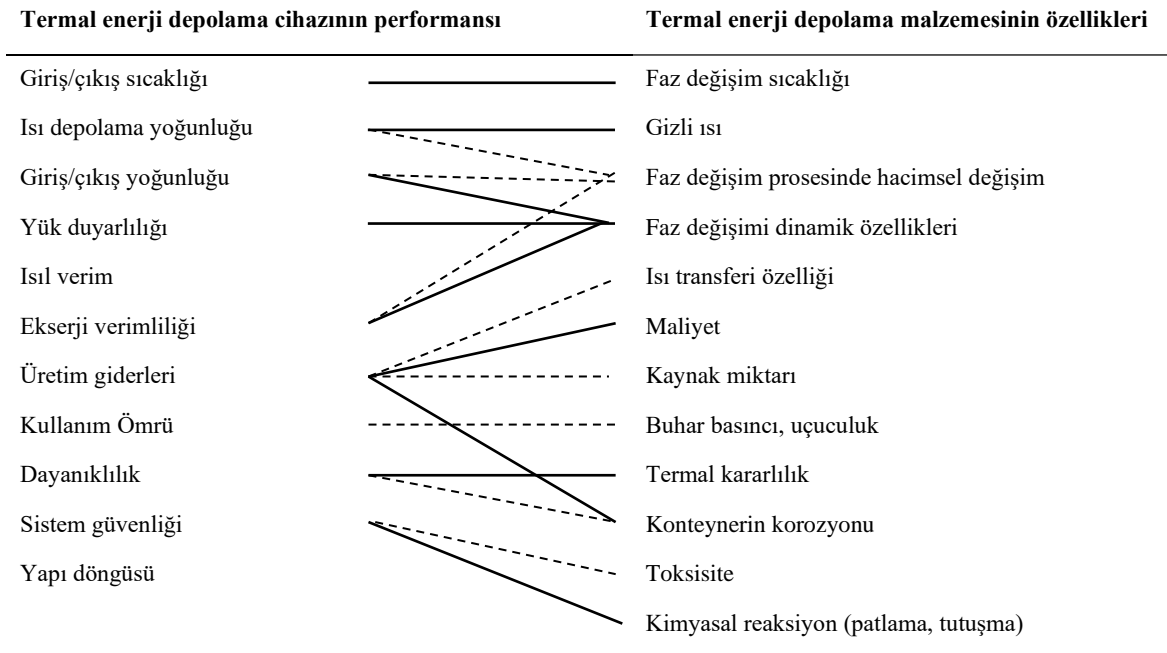 Termal enerji depolama cihazının performansı Termal enerji depolama malzemesinin özellikleri
Giriş/çıkış sıcaklığı Faz değişim sıcaklığı
Isı depolama yoğunluğu Gizli ısı
Giriş/çıkış yoğunluğu Faz değişim prosesinde hacimsel değişim
Yük duyarlılığı Faz değişimi dinamik özellikleri
Isıl verim Isı transferi özelliği
Ekserji verimliliği Maliyet
Üretim giderleri Kaynak miktarı
Kullanım Ömrü Buhar basıncı, uçuculuk
Dayanıklılık Termal kararlılık
Sistem güvenliği Konteynerin korozyonu
Yapı döngüsü Toksisite
Kimyasal reaksiyon (patlama, tutuşma)